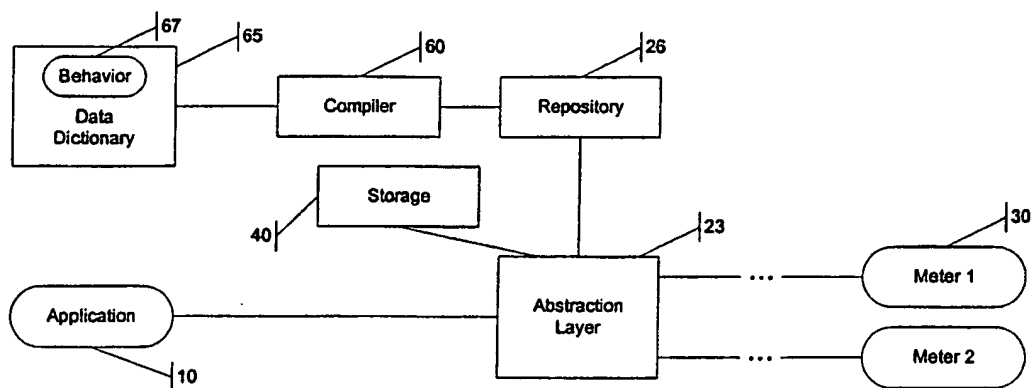 67
65
60
26
Behavior
Data
Dictionary
Compiler
Repository
Storage
40
23
30
Application
Abstraction
Layer
...
Meter 1
...
Meter 2
10